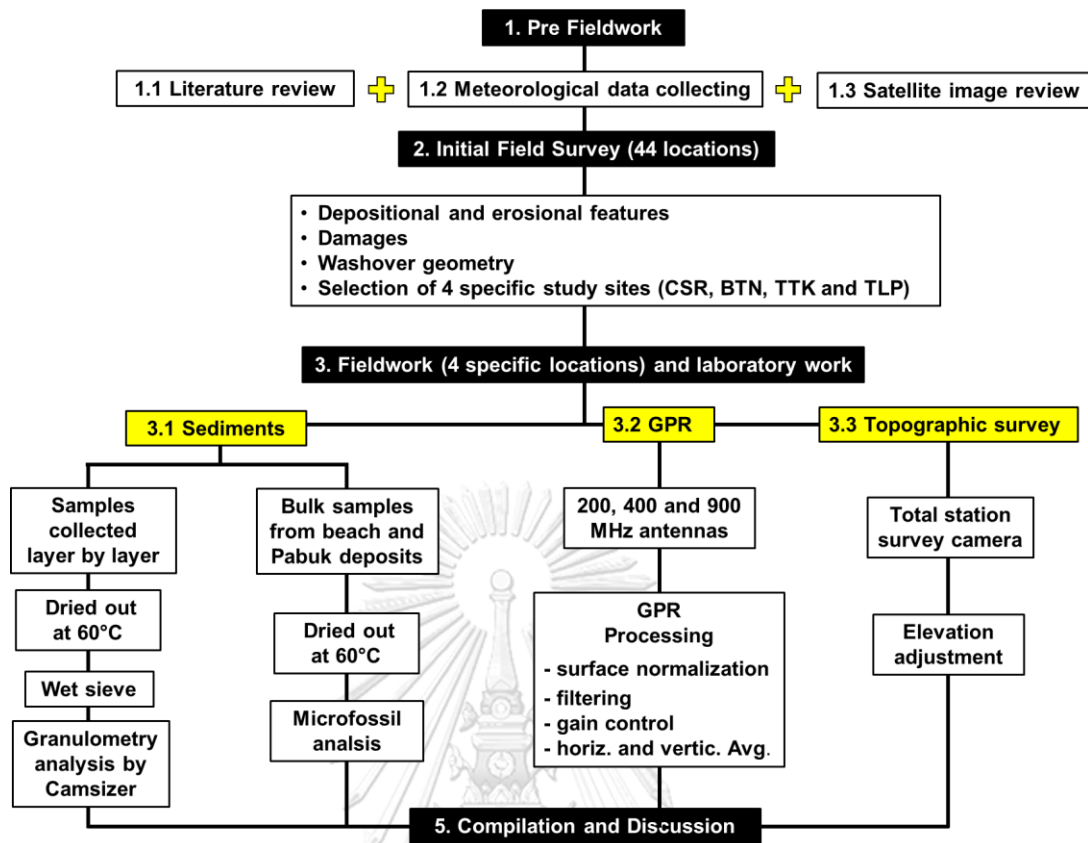 1. Pre Fieldwork
1.1 Literature review
1.2 Meteorological data collecting
1.3 Satellite image review
2. Initial Field Survey (44 locations)
• Depositional and erosional features
• Damages
• Washover geometry
• Selection of 4 specific study sites (CSR, BTN, TTK and TLP)
3. Fieldwork (4 specific locations) and laboratory work
3.1 Sediments
Samples
collected
layer by layer
Dried out
at 60°C
Wet sieve
Granulometry
analysis by
Camsizer
Bulk samples
from beach and
Pabuk deposits
Dried out
at 60°C
Microfossil
analsis
3.2 GPR
200, 400 and 900
MHz antennas
GPR
Processing
- surface normalization
- filtering
- gain control
- horiz. and vertic. Avg.
3.3 Topographic survey
Total station
survey camera
Elevation
adjustment
5. Compilation and Discussion